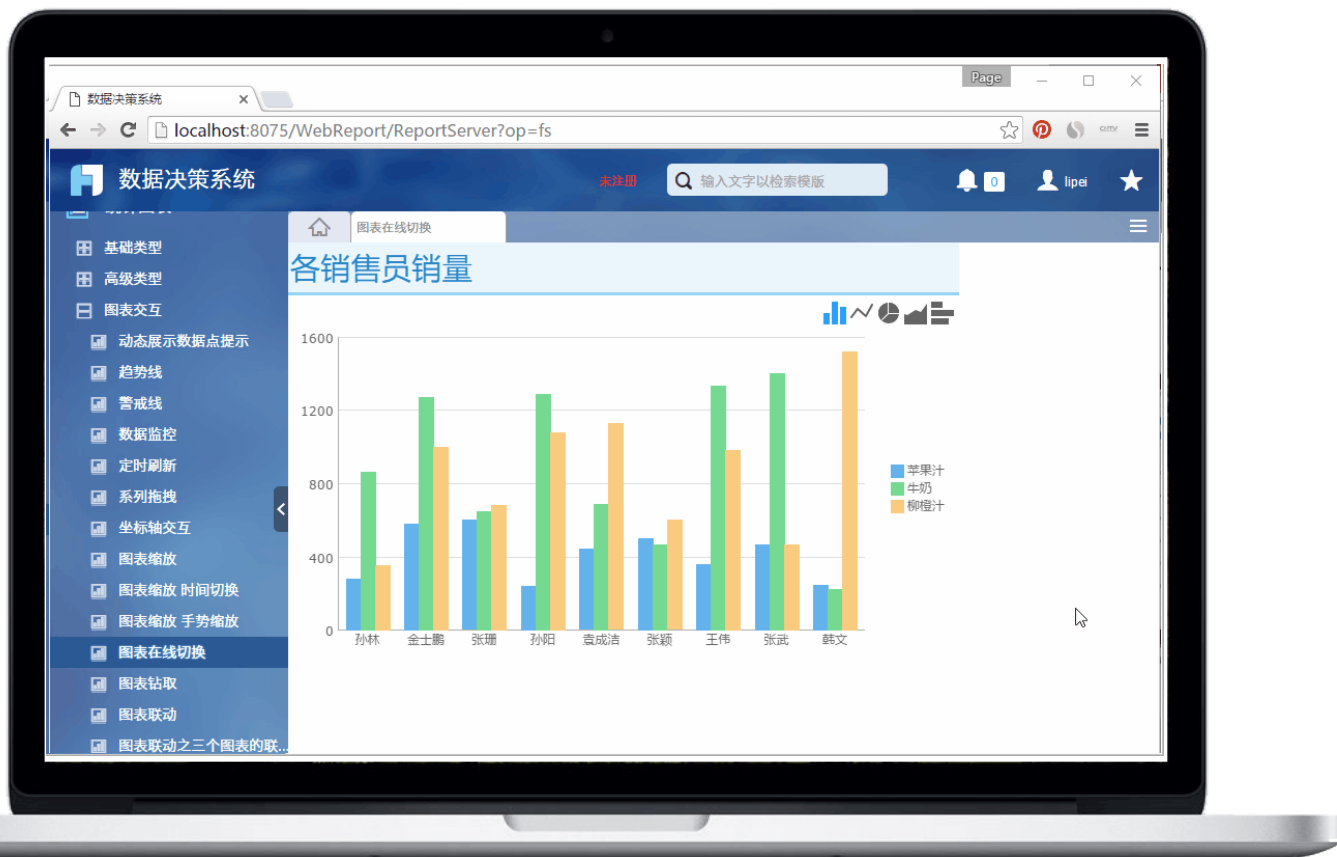 Page
数据决策系统
localhost:8075/WebReport/ReportServer?op=fs
数据决策系统
未注册
输入文字以检索模版
0
lipei
图表在线切换
基础类型
高级类型
图表交互
动态展示数据点提示
趋势线
警戒线
数据监控
定时刷新
系列拖拽
坐标轴交互
图表缩放
图表缩放 时间切换
图表缩放 手势缩放
图表在线切换
图表钻取
图表联动
图表联动之三个图表的联...
各销售员销量
1600
1200
800
400
0
孙林 金士鹏 张珊 孙阳 袁成洁 张颖 王伟 张武 韩文
苹果汁
牛奶
柳橙汁